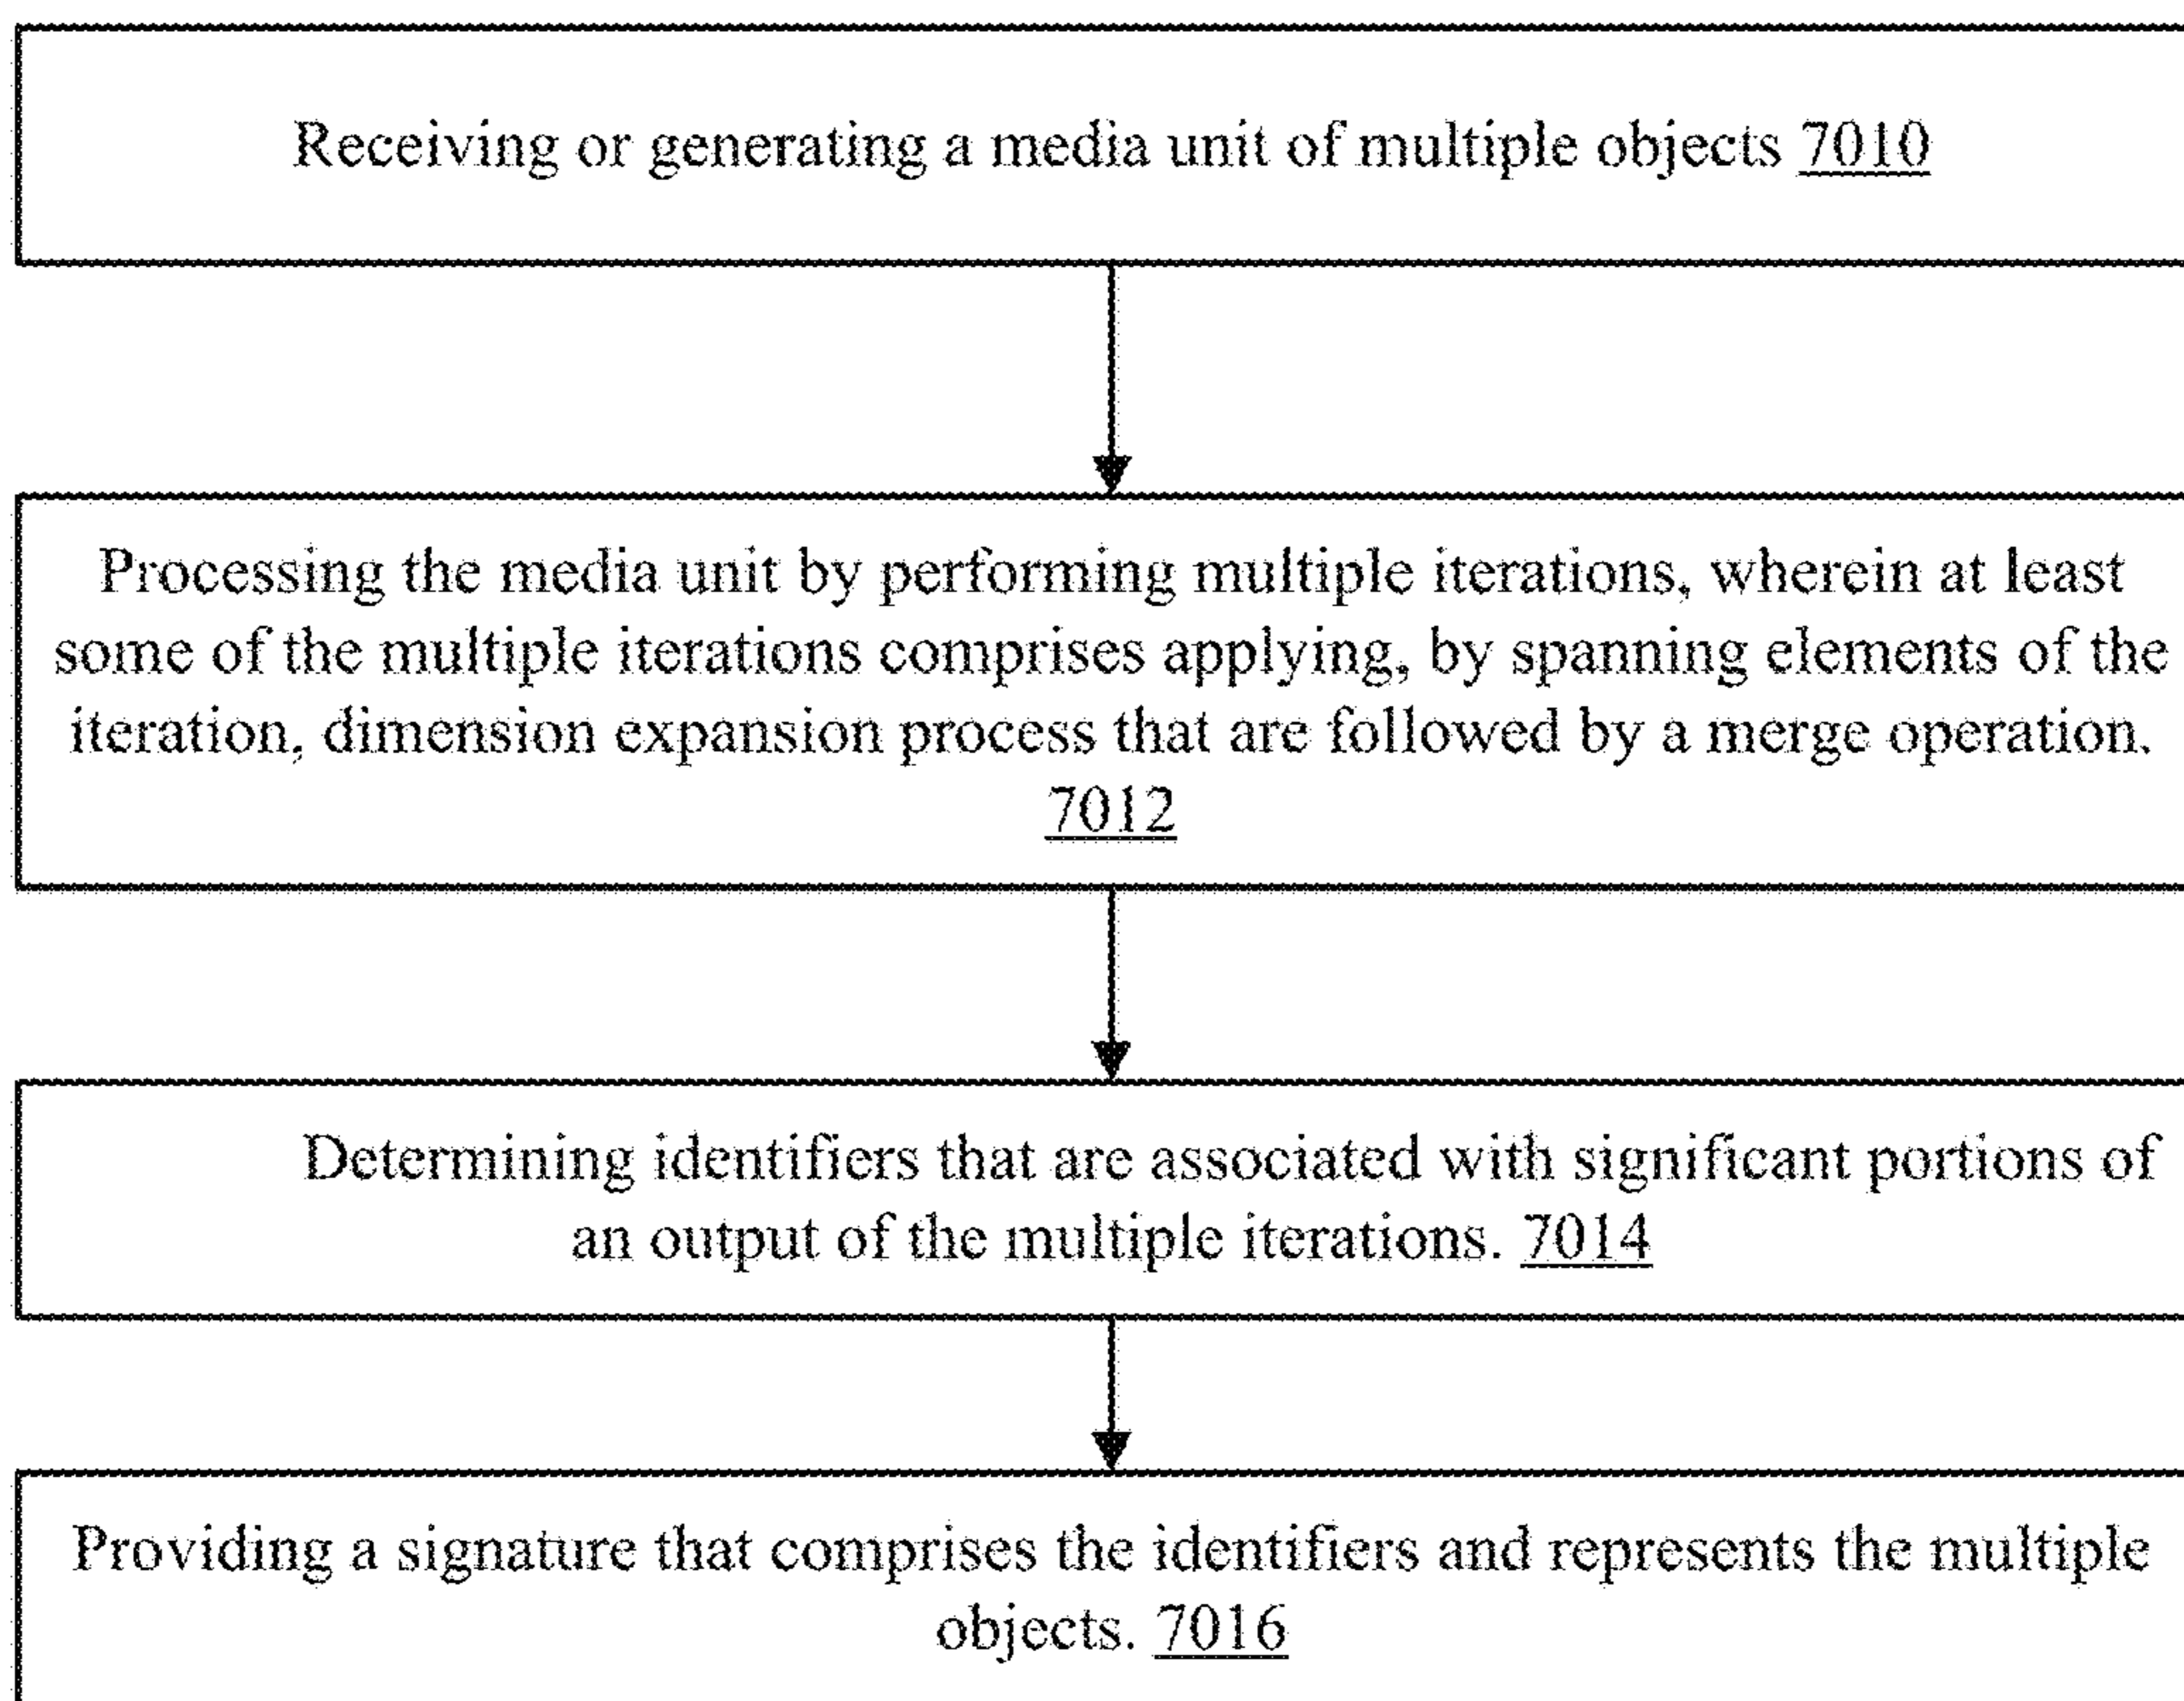 Receiving or generating a media unit of multiple objects 7010
Processing the media unit by performing multiple iterations, wherein at least
some of the multiple iterations comprises applying, by spanning elements of the
iteration, dimension expansion process that are followed by a merge operation.
7012
Determining identifiers that are associated with significant portions of
an output of the multiple iterations. 7014
Providing a signature that comprises the identifiers and represents the multiple
objects. 7016